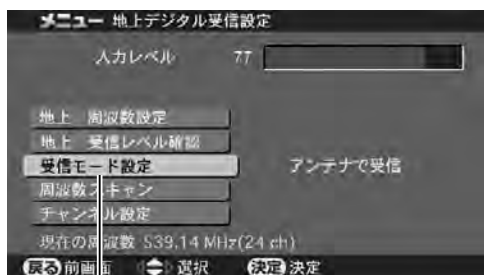 メニュー 地上デジタル受信設定
入力レベル 77
地上 周波数設定
地上 受信レベル確認
受信モード設定 アンテナで受信
周波数スキャン
チャンネル設定
現在の周波数 539.14 MHz(24 ch)
戻る 前画面 選択 決定 決定